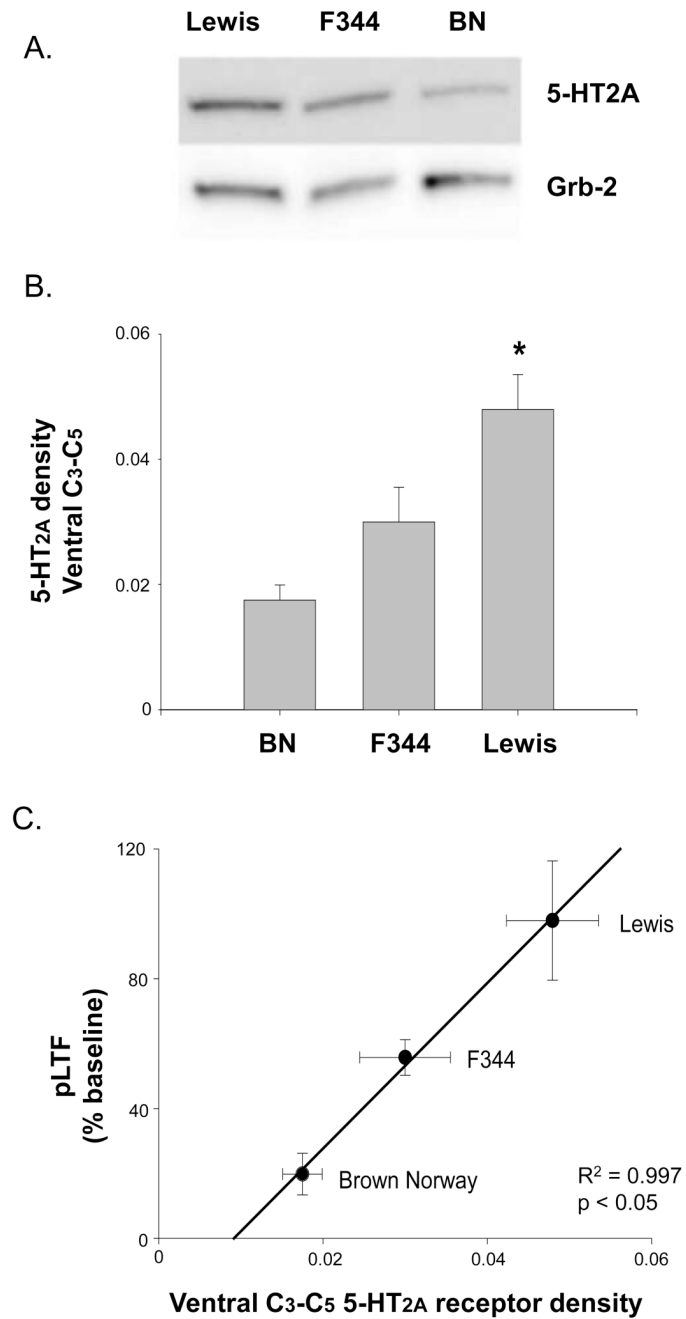 A.
Lewis F344 BN
5-HT2A
Grb-2
B.
0.06
0.04
0.02
0
5-HT2A density
Ventral C3-C5
*
BN F344 Lewis
C.
120
80
40
0
pLTF
(% baseline)
Lewis
F344
Brown Norway
R² = 0.997
p < 0.05
0 0.02 0.04 0.06
Ventral C3-C5 5-HT2A receptor density